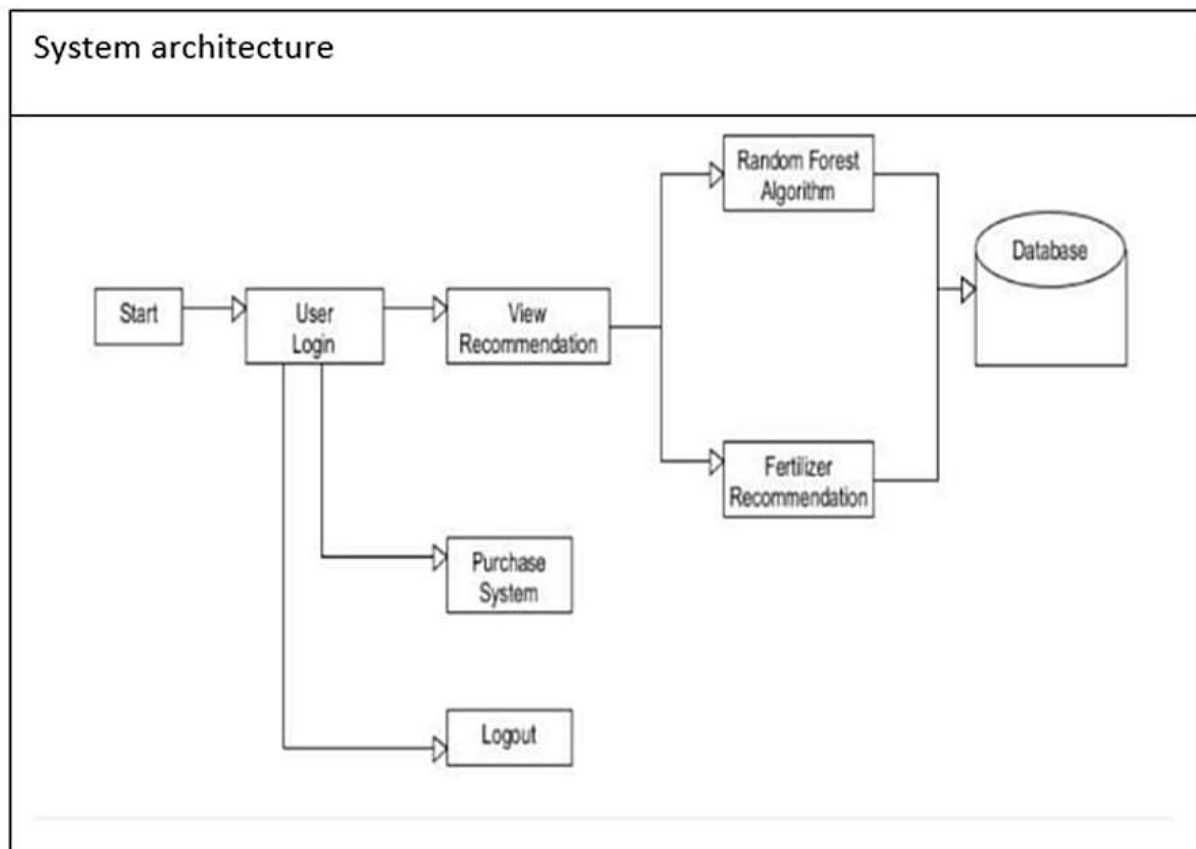 System architecture
Random Forest
Algorithm
Database
Start
User
Login
View
Recommendation
Fertilizer
Recommendation
Purchase
System
Logout